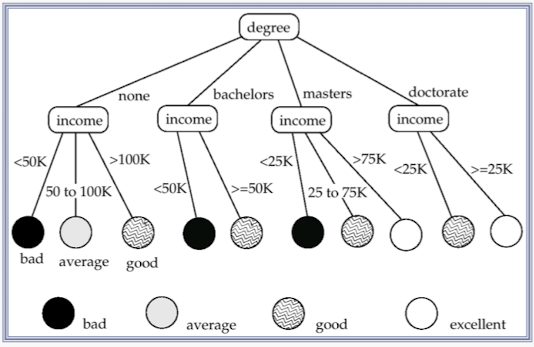 degree
none bachelors masters doctorate
income income income income
<50K 50 to 100K >100K <50K >=50K <25K 25 to 75K >75K <25K >=25K
bad average good
bad average good excellent